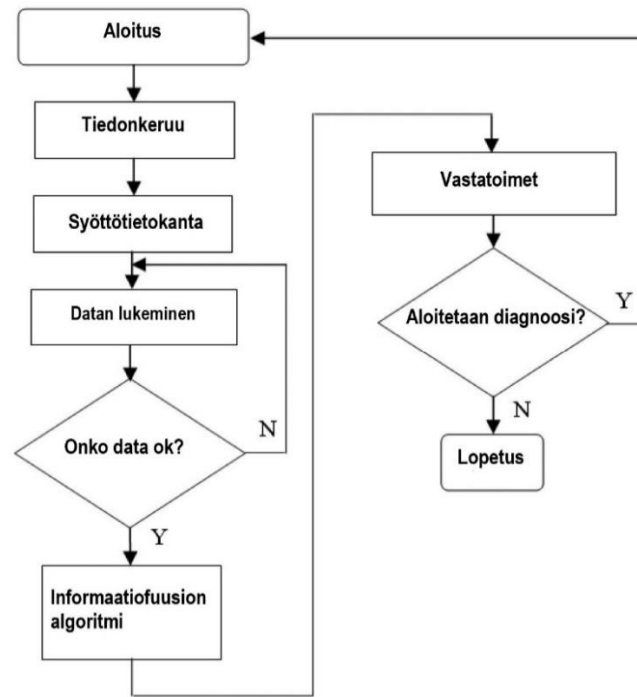 Aloitus
Tiedonkeruu
Syöttötietokanta
Datan lukeminen
Onko data ok?
N
Y
Informaatiofuusion
algoritmi
Vastatoimet
Aloitetaan diagnoosi?
Y
N
Lopetus